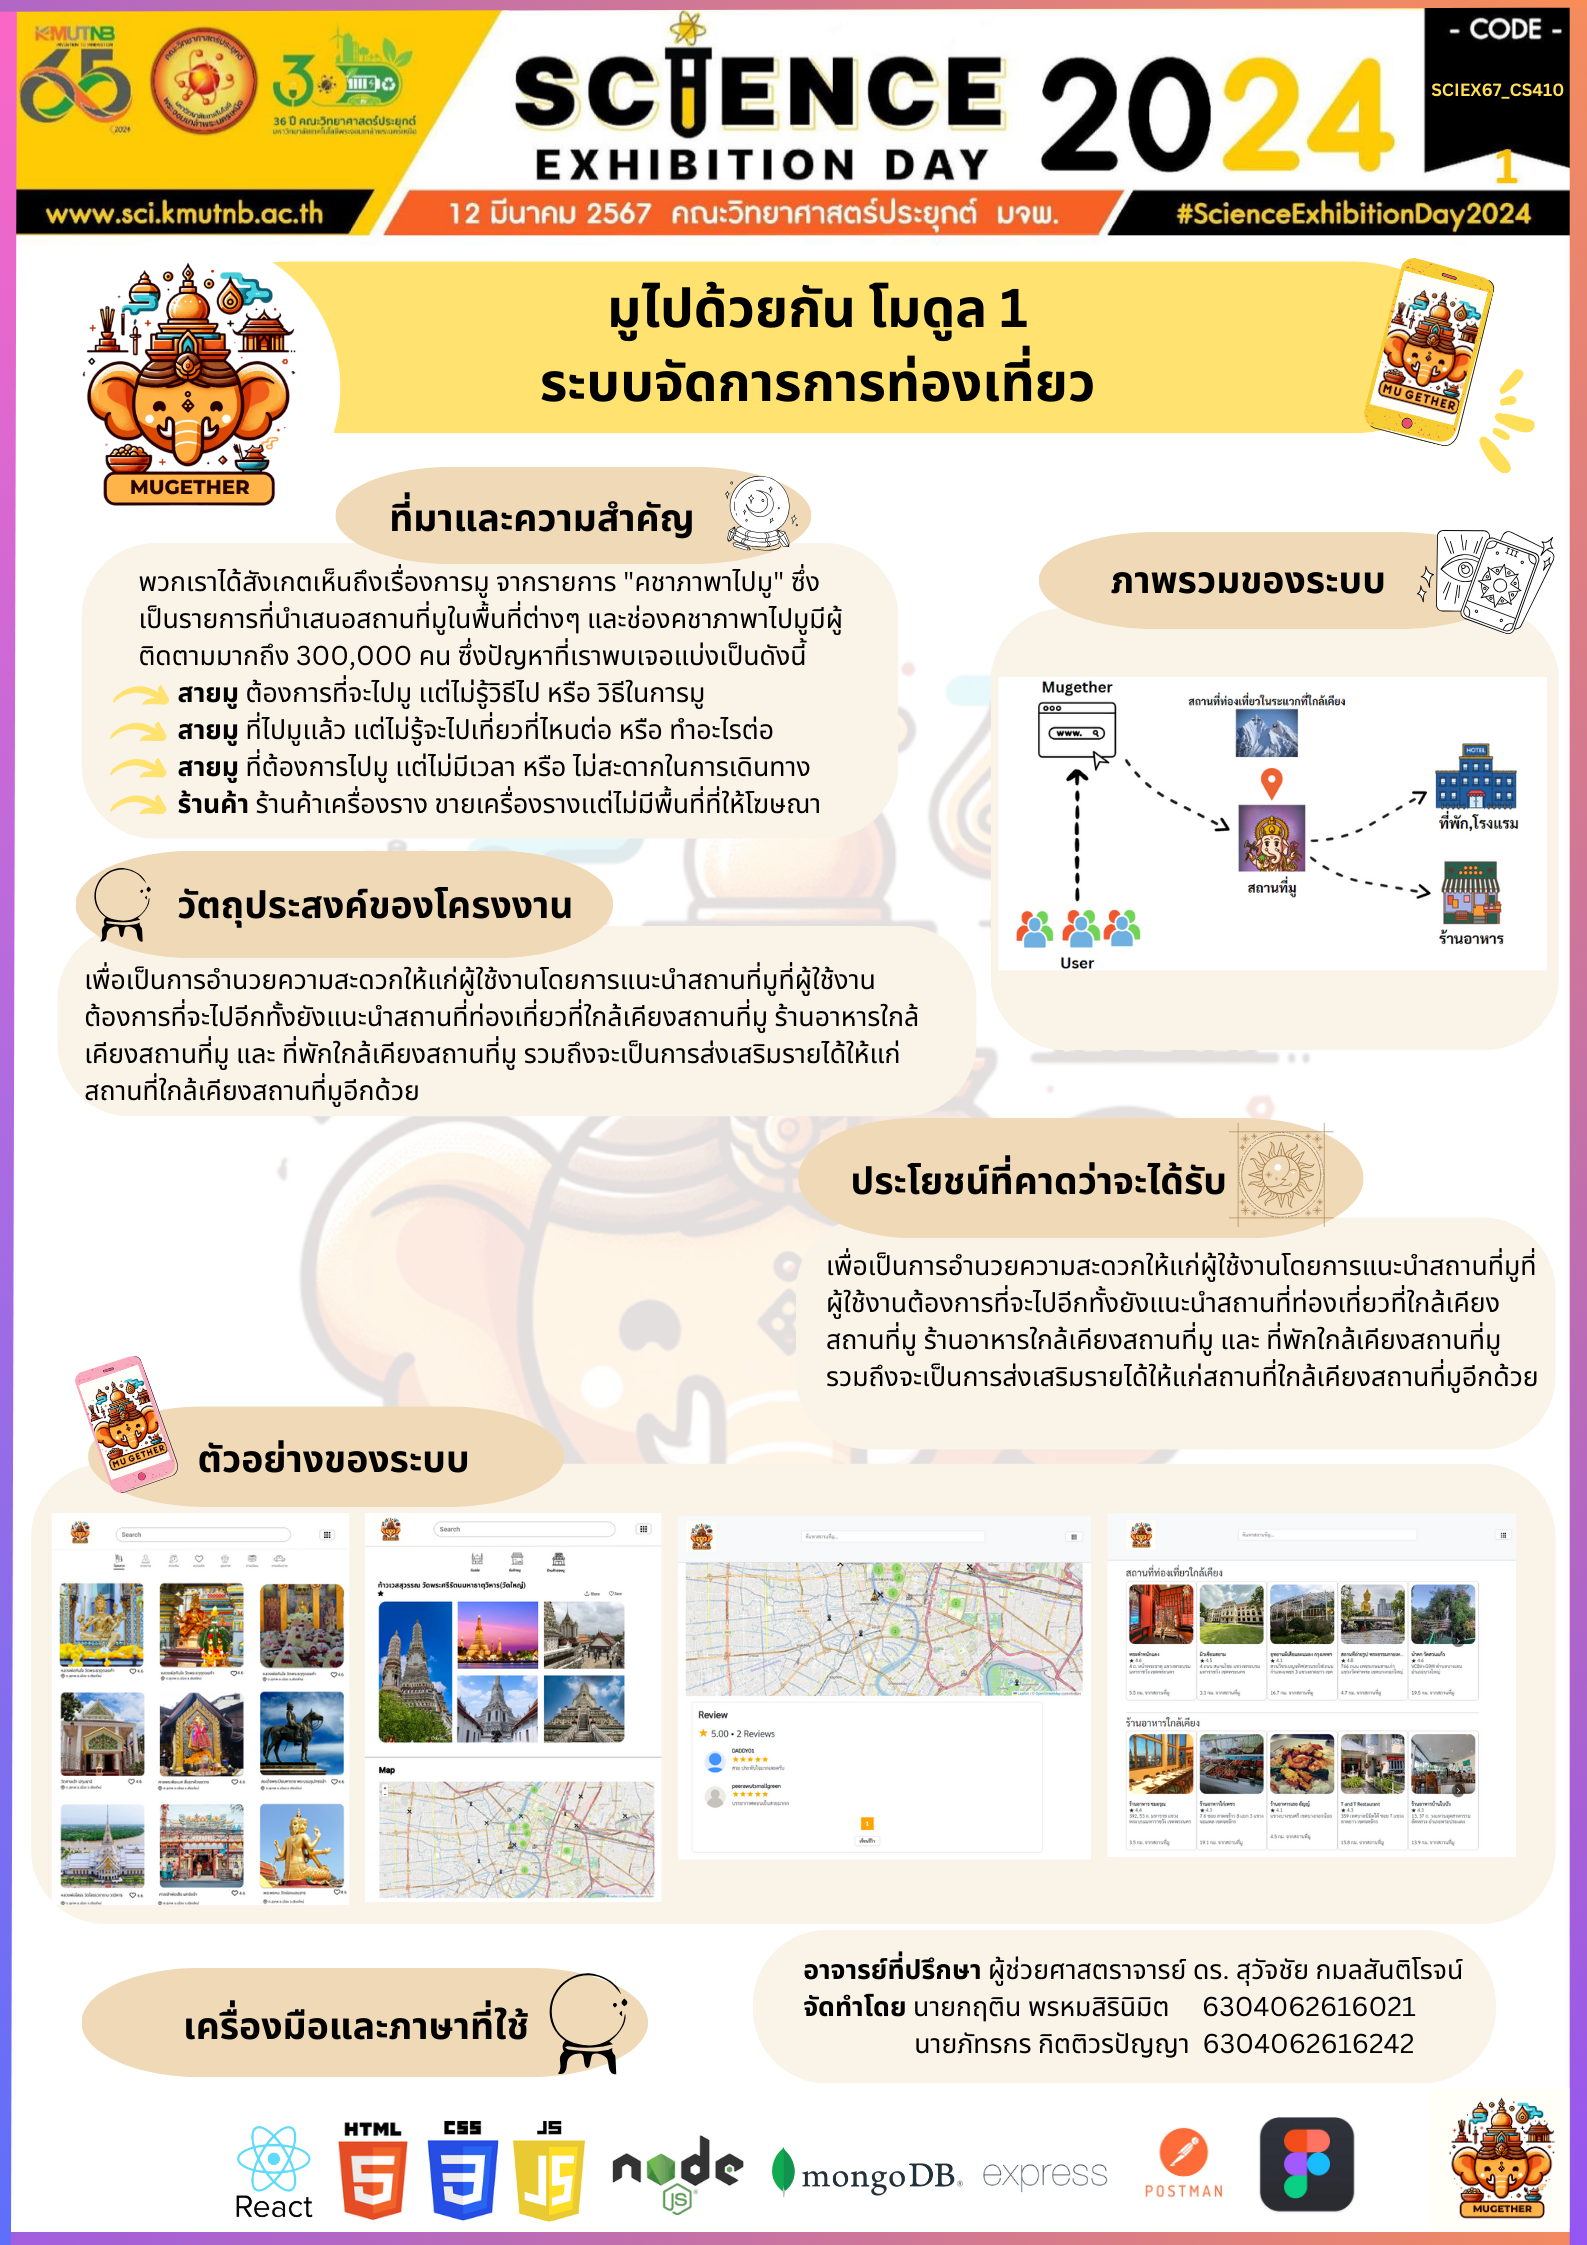 KMUTNB
65
36 ปี คณะวิทยาศาสตร์ประยุกต์
SCIENCE
EXHIBITION DAY
2024
- CODE -
SCIEX67_CS410
1
www.sci.kmutnb.ac.th
12 มีนาคม 2567 คณะวิทยาศาสตร์ประยุกต์ มจพ.
#ScienceExhibitionDay2024
มูไปด้วยกัน โมดูล 1
ระบบจัดการการท่องเที่ยว
MUGETHER
MU GETHER
ที่มาและความสำคัญ
พวกเราได้สังเกตเห็นถึงเรื่องการมู จากรายการ "คชาภาพาไปมู" ซึ่ง
เป็นรายการที่นำเสนอสถานที่มูในพื้นที่ต่างๆ และช่องคชาภาพาไปมูมีผู้
ติดตามมากถึง 300,000 คน ซึ่งปัญหาที่เราพบเจอแบ่งเป็นดังนี้
สายมู ต้องการที่จะไปมู แต่ไม่รู้วิธีไป หรือ วิธีในการมู
สายมู ที่ไปมูแล้ว แต่ไม่รู้จะไปเที่ยวที่ไหนต่อ หรือ ทำอะไรต่อ
สายมู ที่ต้องการไปมู แต่ไม่มีเวลา หรือ ไม่สะดากในการเดินทาง
ร้านค้า ร้านค้าเครื่องราง ขายเครื่องรางแต่ไม่มีพื้นที่ที่ให้โฆษณา
ภาพรวมของระบบ
Mugether
www.
สถานที่ท่องเที่ยวในระแวกที่ใกล้เคียง
HOTEL
ที่พัก,โรงแรม
สถานที่มู
ร้านอาหาร
User
วัตถุประสงค์ของโครงงาน
เพื่อเป็นการอำนวยความสะดวกให้แก่ผู้ใช้งานโดยการแนะนำสถานที่มูที่ผู้ใช้งาน
ต้องการที่จะไปอีกทั้งยังแนะนำสถานที่ท่องเที่ยวที่ใกล้เคียงสถานที่มู ร้านอาหารใกล้
เคียงสถานที่มู และ ที่พักใกล้เคียงสถานที่มู รวมถึงจะเป็นการส่งเสริมรายได้ให้แก่
สถานที่ใกล้เคียงสถานที่มูอีกด้วย
ประโยชน์ที่คาดว่าจะได้รับ
เพื่อเป็นการอำนวยความสะดวกให้แก่ผู้ใช้งานโดยการแนะนำสถานที่มูที่
ผู้ใช้งานต้องการที่จะไปอีกทั้งยังแนะนำสถานที่ท่องเที่ยวที่ใกล้เคียง
สถานที่มู ร้านอาหารใกล้เคียงสถานที่มู และ ที่พักใกล้เคียงสถานที่มู
รวมถึงจะเป็นการส่งเสริมรายได้ให้แก่สถานที่ใกล้เคียงสถานที่มูอีกด้วย
MU GETHER
ตัวอย่างของระบบ
Search
Search
Guide
ท้าวเวสสุวรรณ วัดพระศรีรัตนมหาธาตุวิหาร(วัดใหญ่)
Share
Save
Map
Review
5.00 • 2 Reviews
DADDY01
peerawutsmallgreen
1
สถานที่ท่องเที่ยวใกล้เคียง
ร้านอาหารใกล้เคียง
T and T Restaurant
อาจารย์ที่ปรึกษา ผู้ช่วยศาสตราจารย์ ดร. สุวัจชัย กมลสันติโรจน์
จัดทำโดย นายกฤติน พรหมสิรินิมิต 6304062616021
นายภัทรกร กิตติวรปัญญา 6304062616242
เครื่องมือและภาษาที่ใช้
React
HTML
5
CSS
3
JS
JS
node
JS
mongoDB
express
POSTMAN
MUGETHER